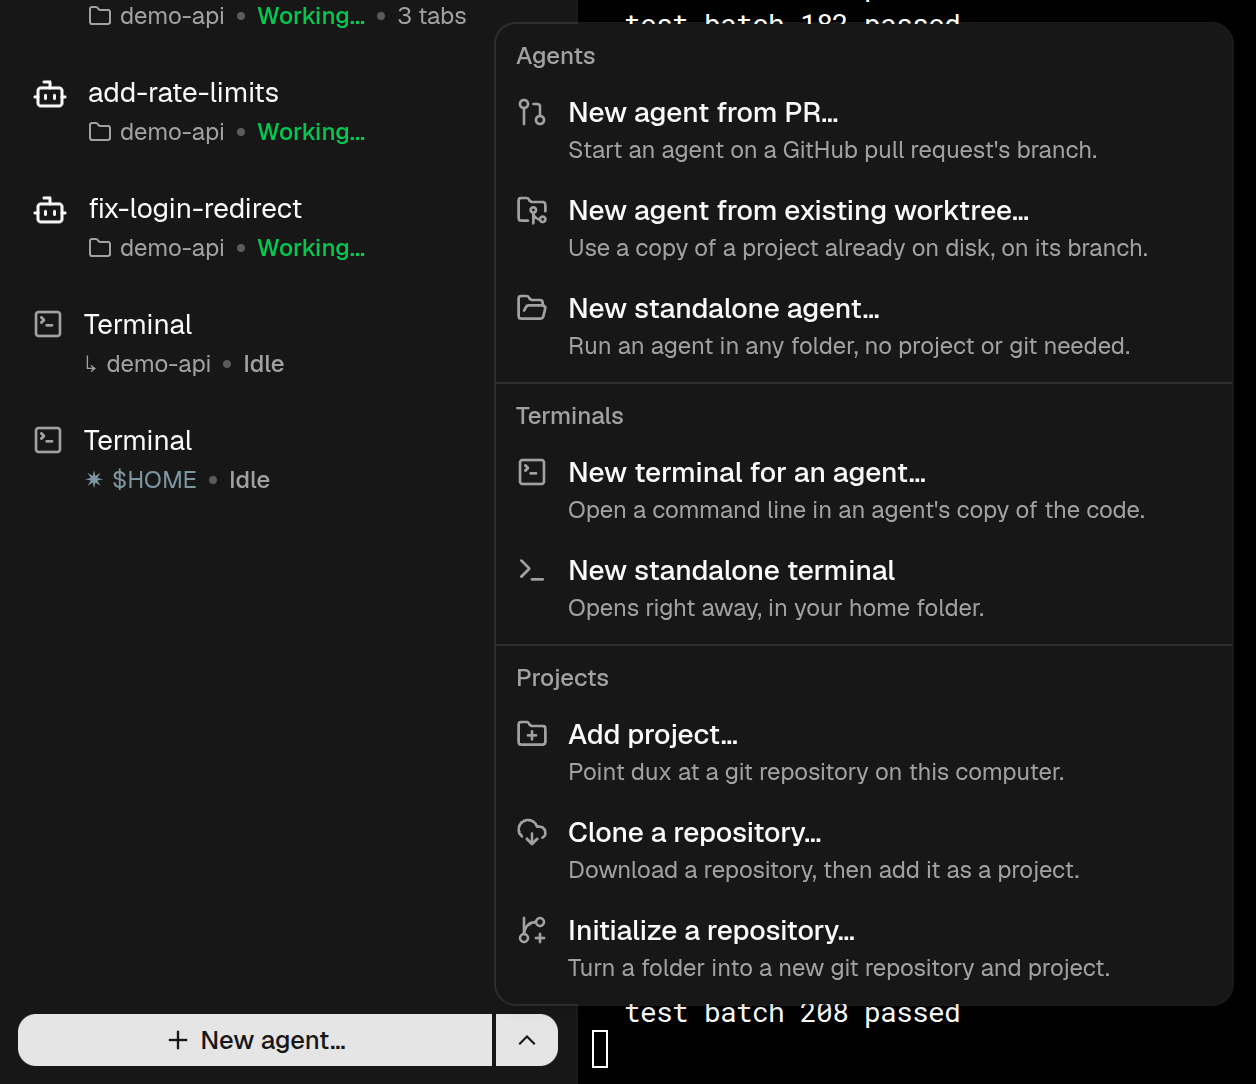 demo-api • Working... • 3 tabs
add-rate-limits
demo-api • Working...
fix-login-redirect
demo-api • Working...
Terminal
↳ demo-api • Idle
Terminal
✷ $HOME • Idle
+ New agent...
test batch 182 passed
Agents
New agent from PR...
Start an agent on a GitHub pull request's branch.
New agent from existing worktree...
Use a copy of a project already on disk, on its branch.
New standalone agent...
Run an agent in any folder, no project or git needed.
Terminals
New terminal for an agent...
Open a command line in an agent's copy of the code.
New standalone terminal
Opens right away, in your home folder.
Projects
Add project...
Point dux at a git repository on this computer.
Clone a repository...
Download a repository, then add it as a project.
Initialize a repository...
Turn a folder into a new git repository and project.
test batch 208 passed